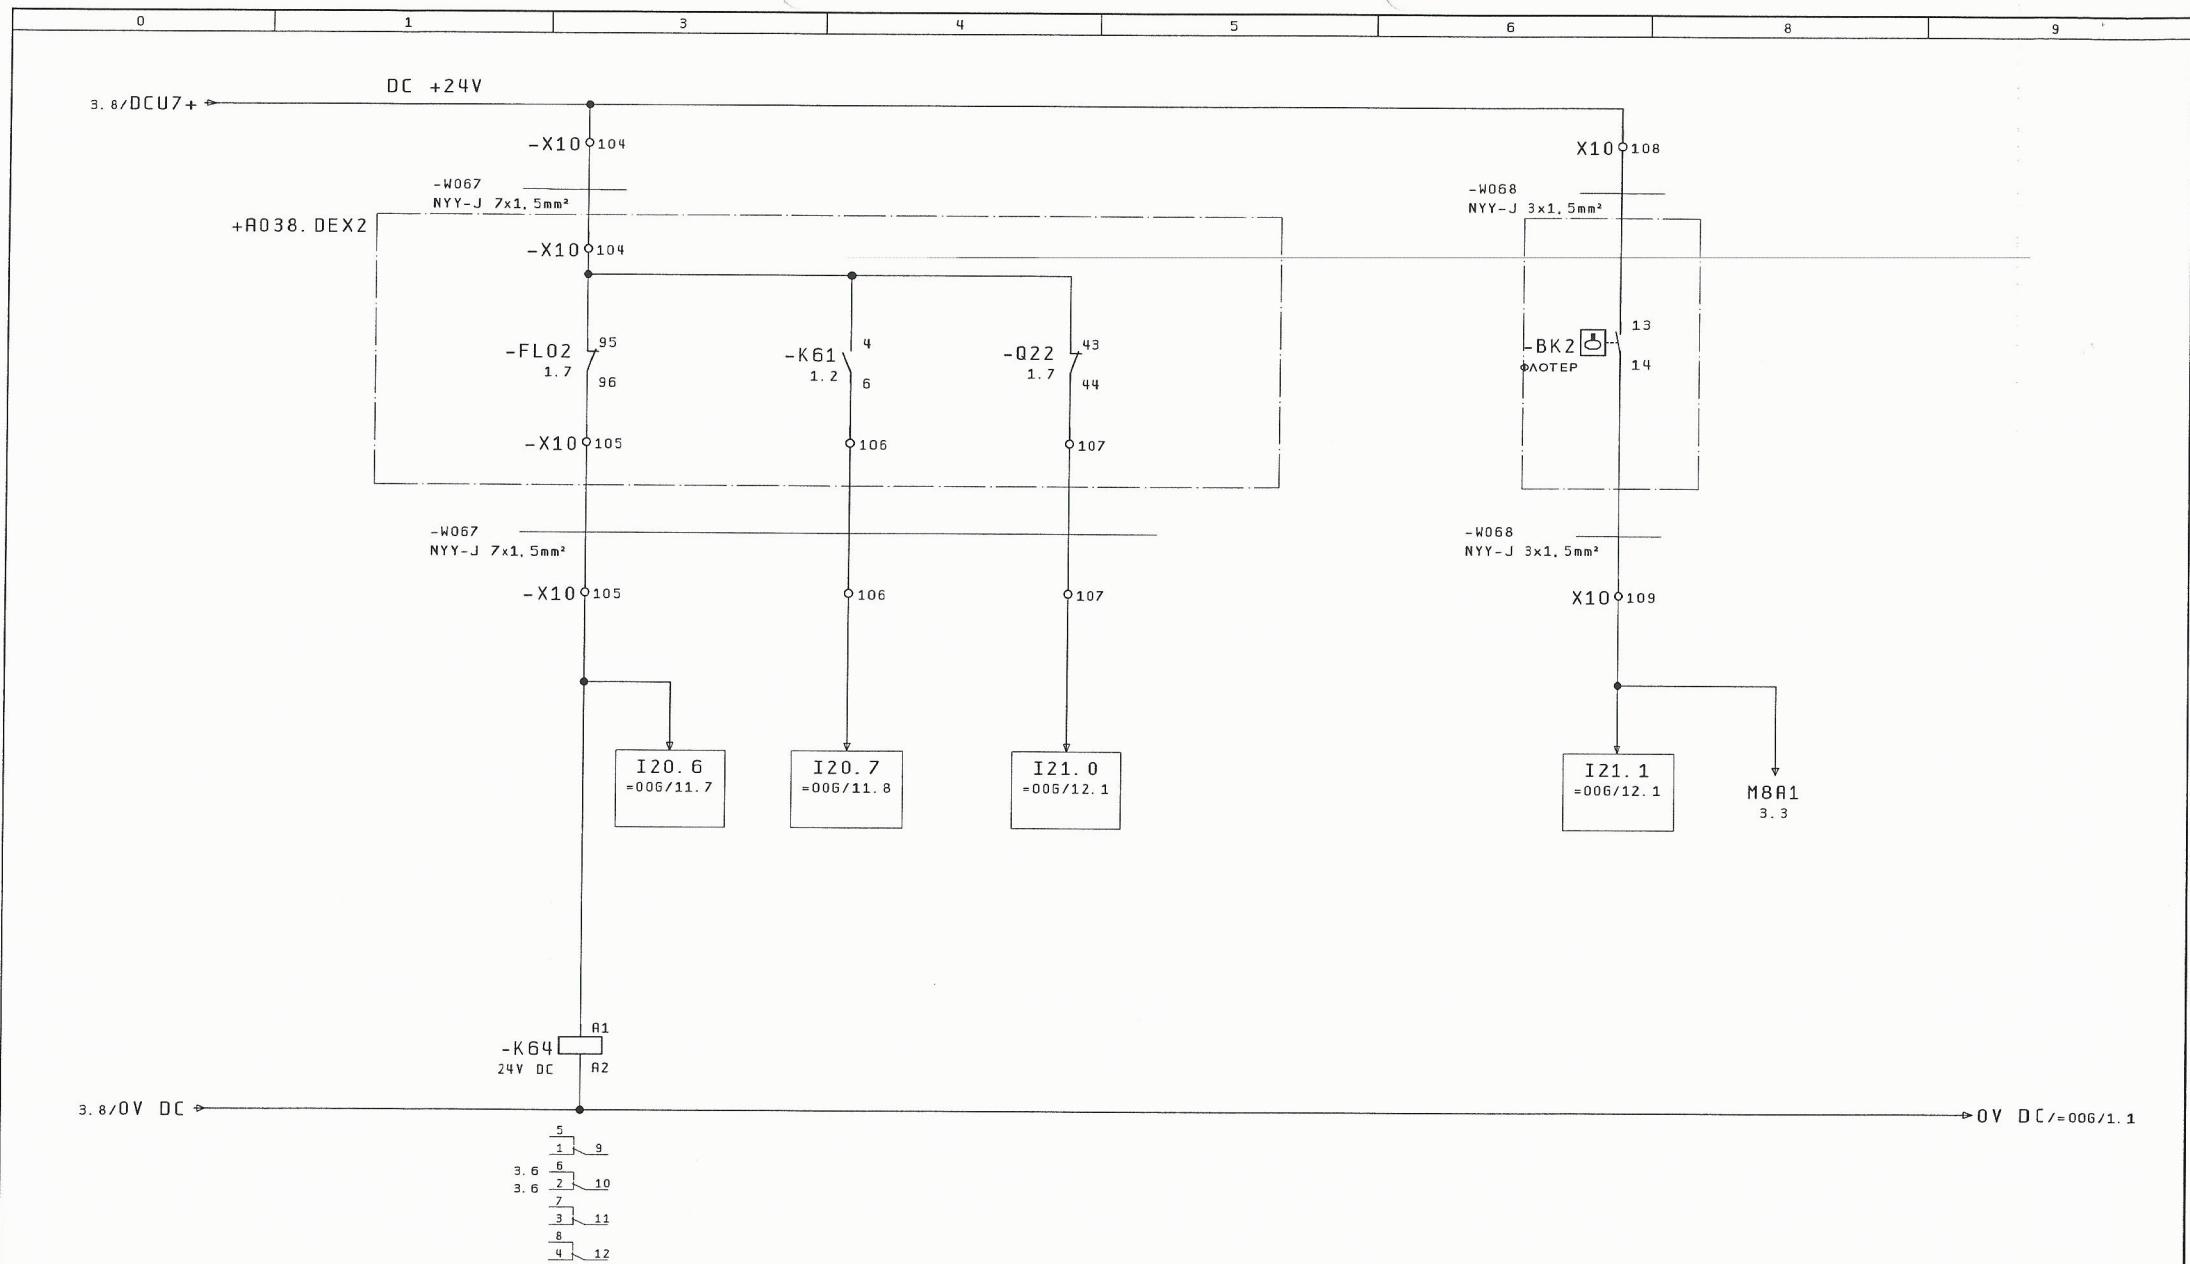 0 1 3 4 5 6 8 9
DC +24V
3.8/DCU7+
-X10 104
X10 108
-W067
NYY-J 7x1,5mm²
-W068
NYY-J 3x1,5mm²
+A038.DEX2
-X10 104
-FL02
1.7
95
96
-K61
1.2
4
6
-Q22
1.7
43
44
-BK2
ΦΛΟΤΕΡ
13
14
-X10 105
106
107
-W067
NYY-J 7x1,5mm²
-W068
NYY-J 3x1,5mm²
-X10 105
106
107
X10 109
I20.6
=00G/11.7
I20.7
=00G/11.8
I21.0
=00G/12.1
I21.1
=00G/12.1
M8A1
3.3
A1
-K64
24V DC
A2
3.8/0V DC
0V DC/=00G/1.1
5
1 9
3.6 6
3.6 2 10
7
3 11
8
4 12